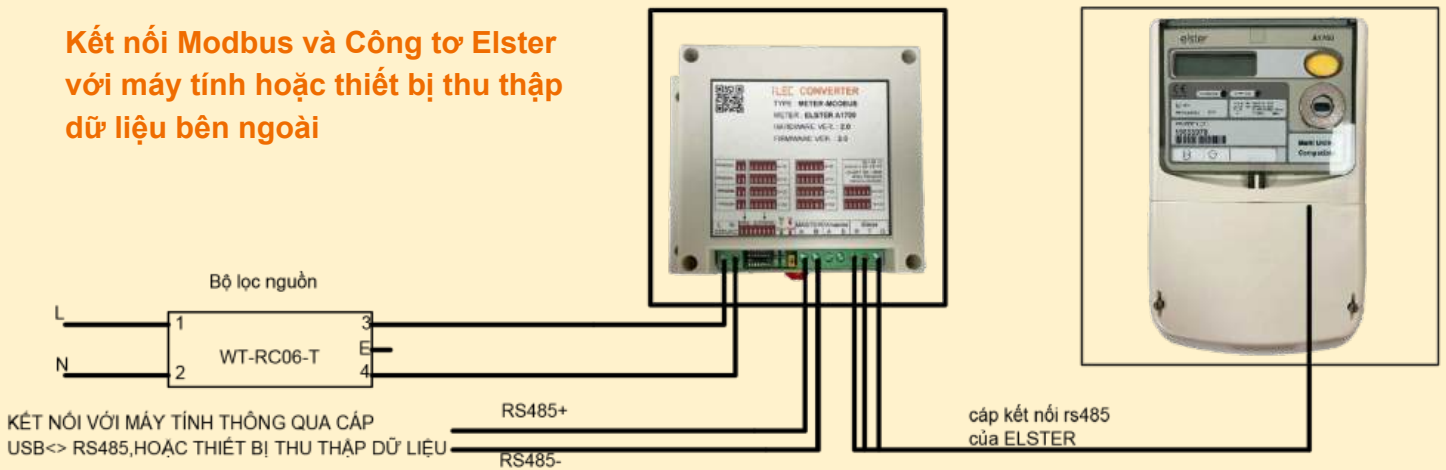 Kết nối Modbus và Công tơ Elster
với máy tính hoặc thiết bị thu thập
dữ liệu bên ngoài
CONVERTER
TYPE : METER-MODBUS
METER : ELSTER A1700
HARDWARE VER. : 2.0
FIRMWARE VER. : 2.0
L N
MASTER
A B A B R T G
elster A1700
Bộ lọc nguồn
L
1
3
WT-RC06-T
E
N
2
4
KẾT NỐI VỚI MÁY TÍNH THÔNG QUA CÁP
USB<> RS485,HOẶC THIẾT BỊ THU THẬP DỮ LIỆU
RS485+
RS485-
cáp kết nối rs485
của ELSTER